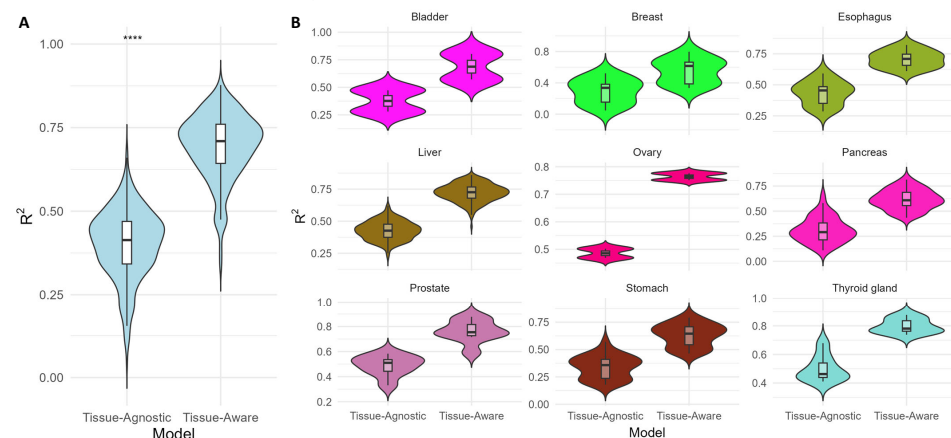 A
B
****
1.00
0.75
0.50
0.25
0.00
R²
Tissue-Agnostic Tissue-Aware
Model
Bladder
1.00
0.75
0.50
0.25
Breast
0.8
0.4
0.0
Esophagus
0.75
0.50
0.25
Liver
0.75
0.50
0.25
Ovary
0.8
0.7
0.6
0.5
Pancreas
0.75
0.50
0.25
0.00
Prostate
1.0
0.8
0.6
0.4
0.2
Stomach
0.75
0.50
0.25
0.00
Thyroid gland
1.0
0.8
0.6
0.4
R²
Tissue-Agnostic Tissue-Aware
Tissue-Agnostic Tissue-Aware
Tissue-Agnostic Tissue-Aware
Model